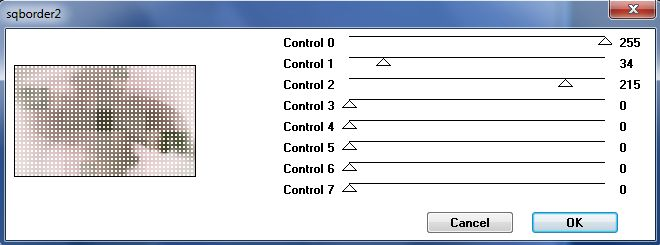 sqborder2
Control 0 255
Control 1 34
Control 2 215
Control 3 0
Control 4 0
Control 5 0
Control 6 0
Control 7 0
Cancel OK